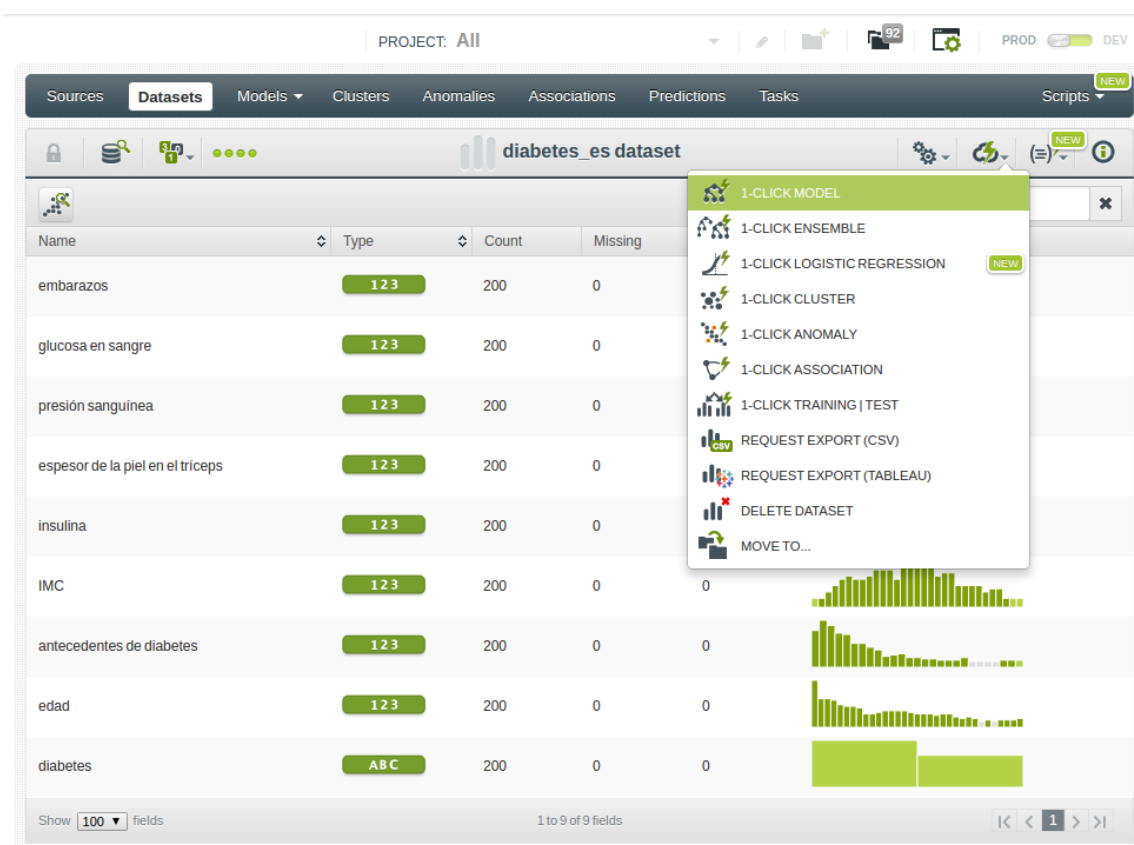 PROJECT: All 92 PROD DEV
NEW
Sources Datasets Models Clusters Anomalies Associations Predictions Tasks Scripts
NEW
diabetes_es dataset
1-CLICK MODEL
Name Type Count Missing
1-CLICK ENSEMBLE
1-CLICK LOGISTIC REGRESSION NEW
embarazos 123 200 0
1-CLICK CLUSTER
1-CLICK ANOMALY
glucosa en sangre 123 200 0
1-CLICK ASSOCIATION
presión sanguínea 123 200 0
1-CLICK TRAINING | TEST
REQUEST EXPORT (CSV)
espesor de la piel en el tríceps 123 200 0
REQUEST EXPORT (TABLEAU)
DELETE DATASET
insulina 123 200 0
MOVE TO...
IMC 123 200 0 0
antecedentes de diabetes 123 200 0 0
edad 123 200 0 0
diabetes ABC 200 0 0
Show 100 fields 1 to 9 of 9 fields 1